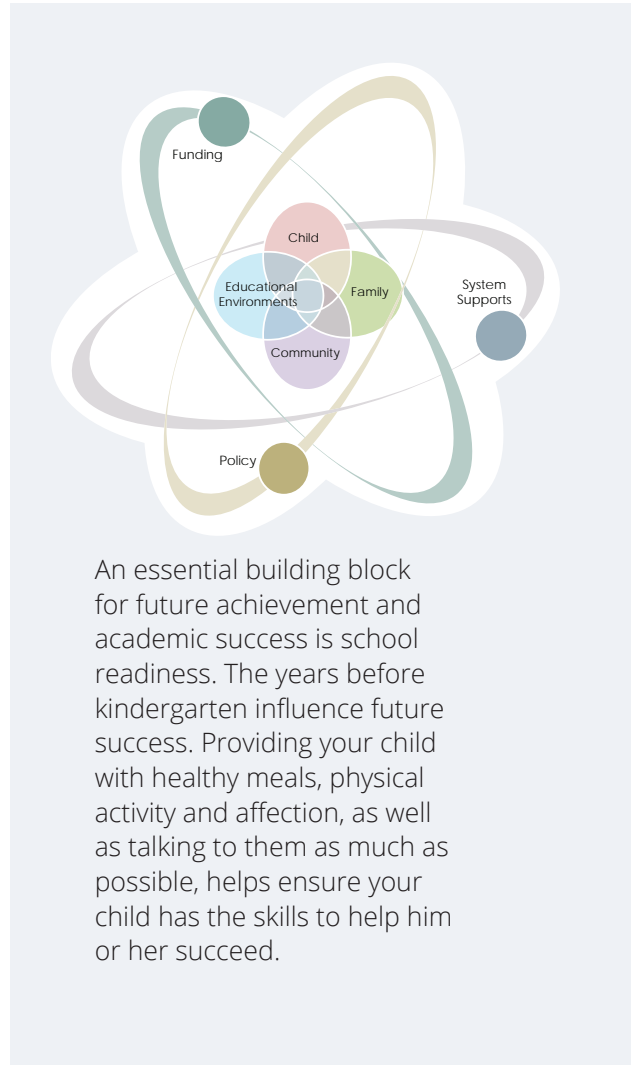 Funding
Child
Educational
Environments
Family
System
Supports
Community
Policy
An essential building block
for future achievement and
academic success is school
readiness. The years before
kindergarten influence future
success. Providing your child
with healthy meals, physical
activity and affection, as well
as talking to them as much as
possible, helps ensure your
child has the skills to help him
or her succeed.